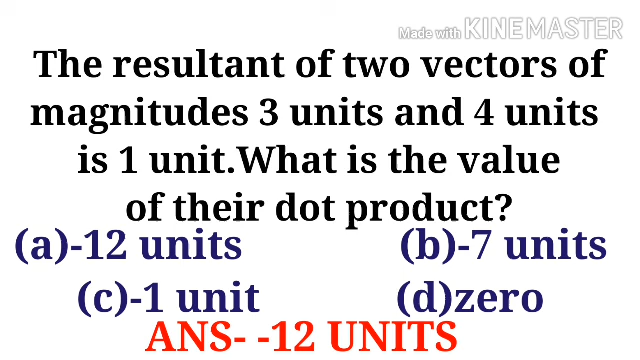 Made with KINEMASTER
The resultant of two vectors of
magnitudes 3 units and 4 units
is 1 unit.What is the value
of their dot product?
(a)-12 units (b)-7 units
(c)-1 unit (d)zero
ANS- -12 UNITS